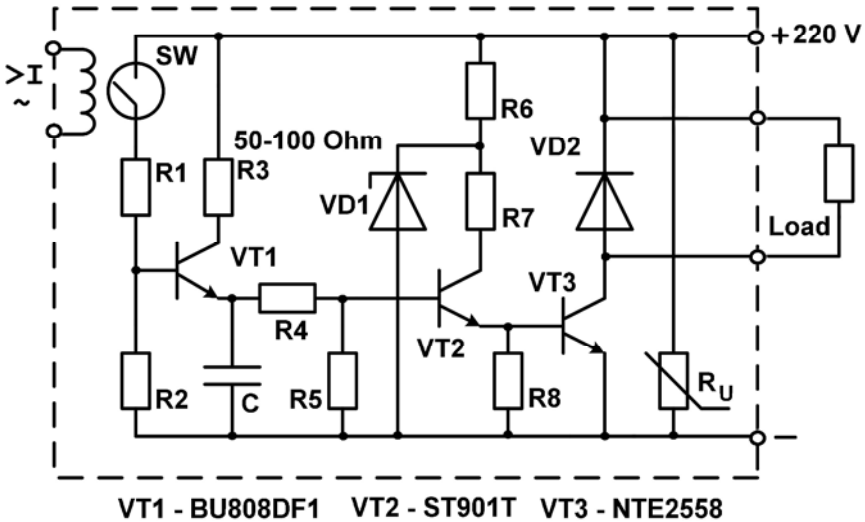 SW
+ 220 V
>I
~
R6
50-100 Ohm
VD2
R1
R3
VD1
R7
Load
VT1
VT3
R4
VT2
R2
C
R5
R8
RU
−
VT1 - BU808DF1 VT2 - ST901T VT3 - NTE2558